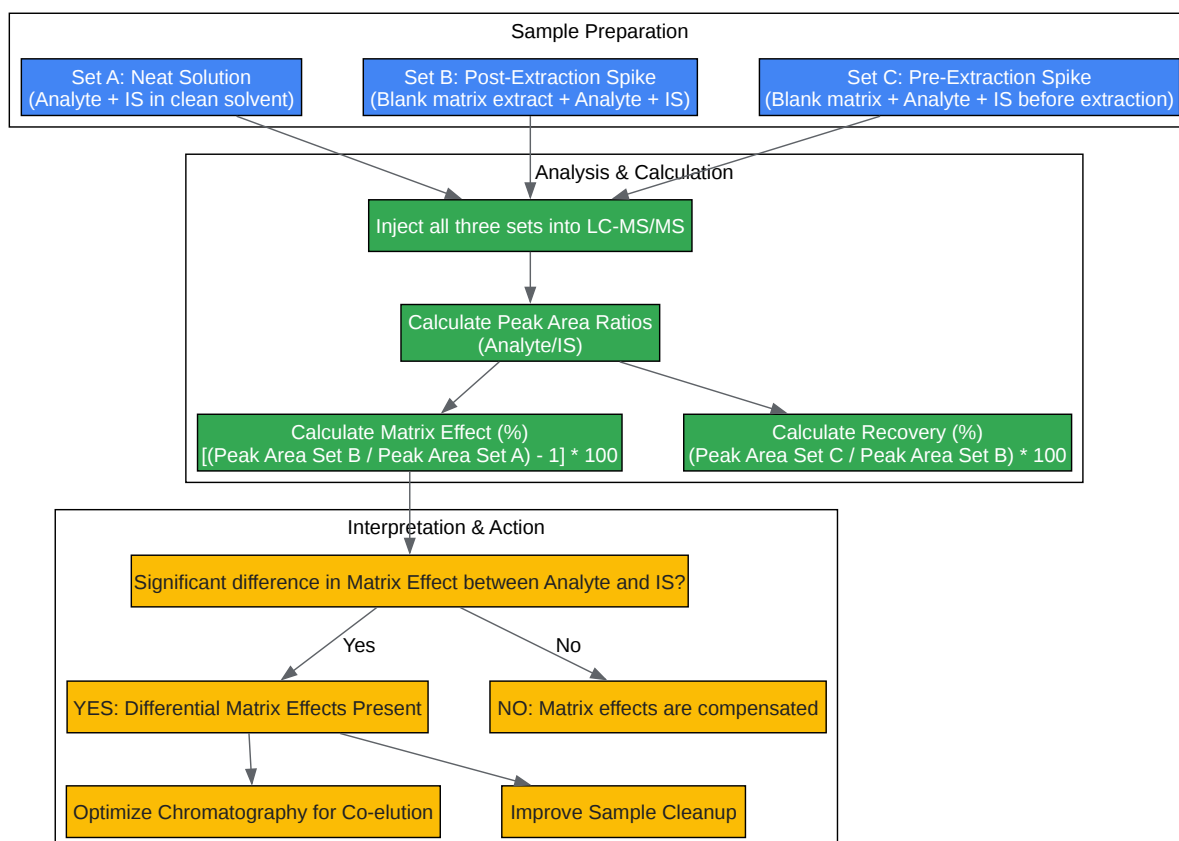 Sample Preparation
Set A: Neat Solution
(Analyte + IS in clean solvent)
Set B: Post-Extraction Spike
(Blank matrix extract + Analyte + IS)
Set C: Pre-Extraction Spike
(Blank matrix + Analyte + IS before extraction)
Analysis & Calculation
Inject all three sets into LC-MS/MS
Calculate Peak Area Ratios
(Analyte/IS)
Calculate Matrix Effect (%)
[(Peak Area Set B / Peak Area Set A) - 1] * 100
Calculate Recovery (%)
(Peak Area Set C / Peak Area Set B) * 100
Interpretation & Action
Significant difference in Matrix Effect between Analyte and IS?
Yes
No
YES: Differential Matrix Effects Present
NO: Matrix effects are compensated
Optimize Chromatography for Co-elution
Improve Sample Cleanup